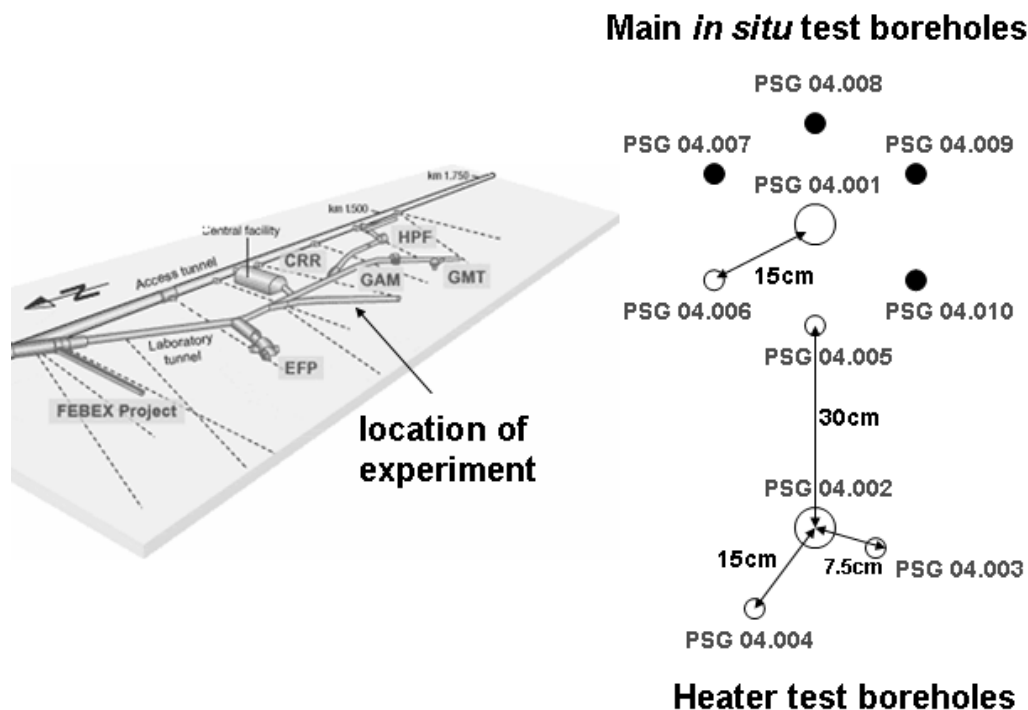 Main in situ test boreholes
PSG 04.008
PSG 04.007
PSG 04.009
PSG 04.001
15cm
PSG 04.006
PSG 04.010
PSG 04.005
30cm
PSG 04.002
15cm
7.5cm
PSG 04.003
PSG 04.004
Heater test boreholes
km 1.750
km 1.500
Central facility
HPF
CRR
Access tunnel
GAM
GMT
N
Laboratory
tunnel
EFP
FEBEX Project
location of
experiment